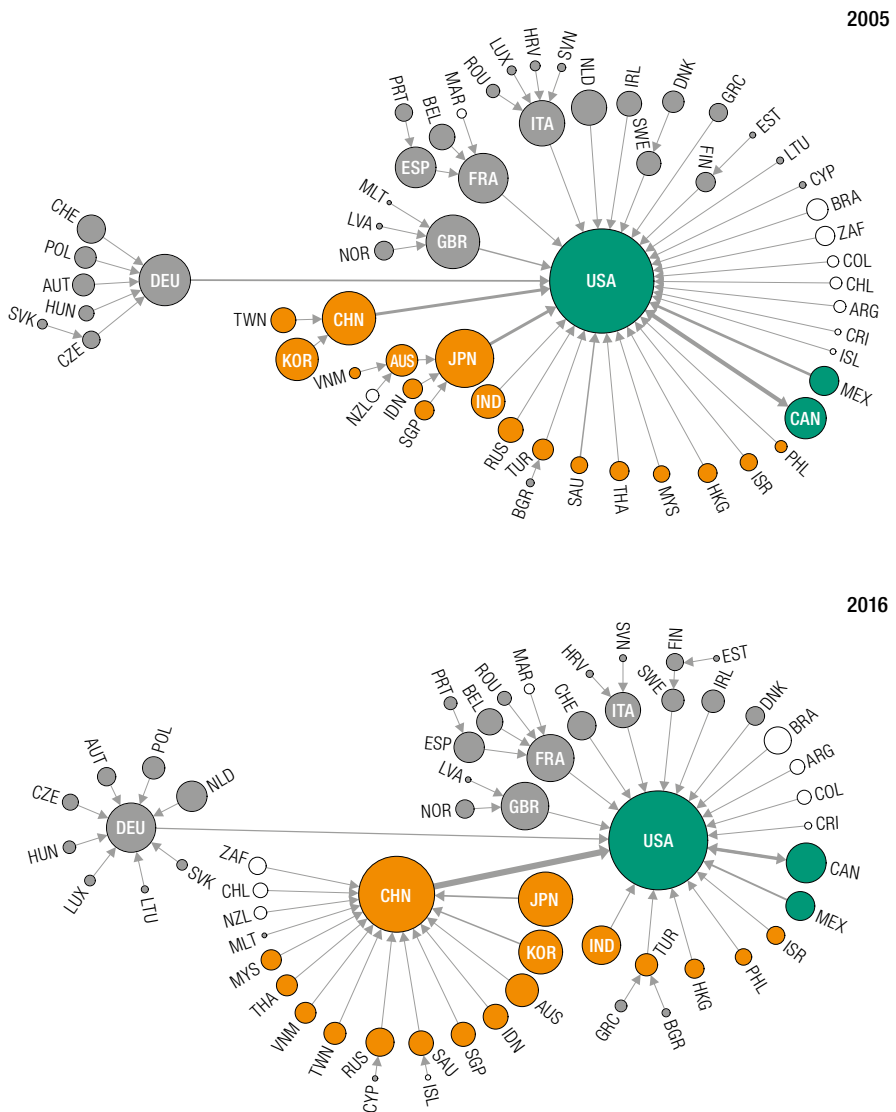 2005
HRV
SVN
LUX
NLD
IRL
DNK
ROU
PRT
MAR
GRC
BEL
ITA
SWE
EST
FIN
LTU
ESP
FRA
CYP
MLT
BRA
CHE
LVA
ZAF
POL
NOR
GBR
COL
DEU
USA
CHL
AUT
ARG
HUN
TWN
CHN
CRI
SVK
ISL
CZE
KOR
AUS
JPN
MEX
VNM
NZL
IDN
IND
CAN
SGP
RUS
TUR
PHL
BGR
SAU
THA
MYS
HKG
ISR
2016
SVN
FIN
EST
HRV
MAR
SWE
IRL
ROU
PRT
BEL
CHE
ITA
DNK
BRA
POL
AUT
ESP
FRA
ARG
NLD
LVA
CZE
COL
NOR
GBR
DEU
CRI
HUN
USA
ZAF
CAN
SVK
LUX
LTU
CHL
CHN
JPN
NZL
MEX
MLT
MYS
KOR
IND
TUR
ISR
THA
PHL
HKG
AUS
VNM
IDN
GRC
BGR
TWN
RUS
SAU
SGP
CYP
ISL